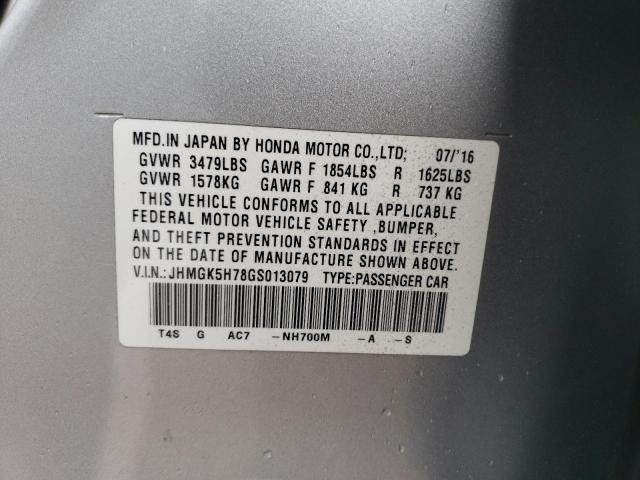 MFD.IN JAPAN BY HONDA MOTOR CO.,LTD; 07/'16
GVWR 3479LBS GAWR F 1854LBS R 1625LBS
GVWR 1578KG GAWR F 841 KG R 737 KG
THIS VEHICLE CONFORMS TO ALL APPLICABLE
FEDERAL MOTOR VEHICLE SAFETY ,BUMPER,
AND THEFT PREVENTION STANDARDS IN EFFECT
ON THE DATE OF MANUFACTURE SHOWN ABOVE.
V.I.N.:JHMGK5H78GS013079 TYPE:PASSENGER CAR
T4S G AC7 -NH700M -A -S